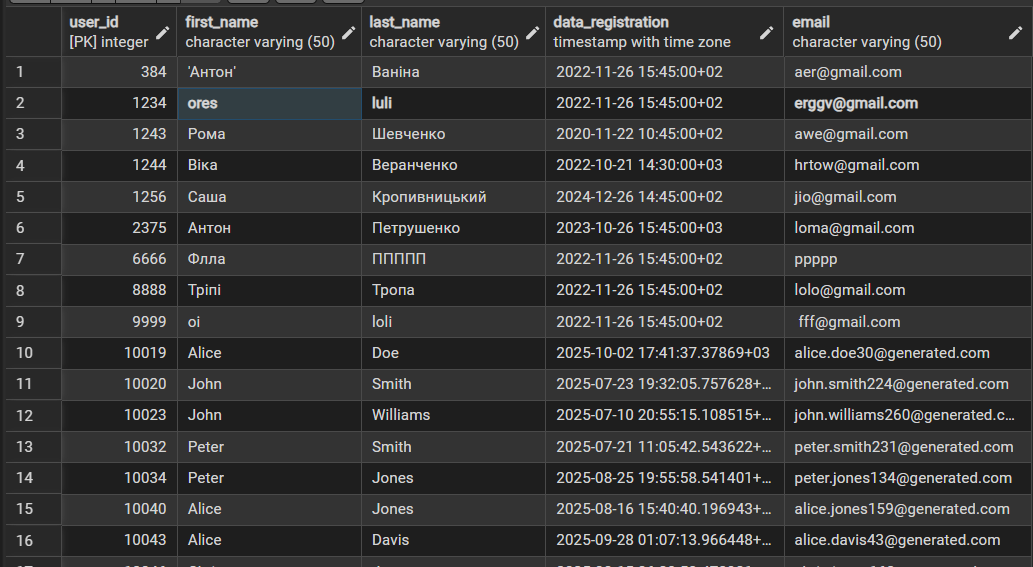 user_id first_name last_name data_registration email
[PK] integer character varying (50) character varying (50) timestamp with time zone character varying (50)
1 384 'Антон' Ваніна 2022-11-26 15:45:00+02 aer@gmail.com
2 1234 ores luli 2022-11-26 15:45:00+02 erggv@gmail.com
3 1243 Рома Шевченко 2020-11-22 10:45:00+02 awe@gmail.com
4 1244 Віка Веранченко 2022-10-21 14:30:00+03 hrtow@gmail.com
5 1256 Саша Кропивницький 2024-12-26 14:45:00+02 jio@gmail.com
6 2375 Антон Петрушенко 2023-10-26 15:45:00+03 loma@gmail.com
7 6666 Флла ППППП 2022-11-26 15:45:00+02 ppppp
8 8888 Тріпі Тропа 2022-11-26 15:45:00+02 lolo@gmail.com
9 9999 oi loli 2022-11-26 15:45:00+02 fff@gmail.com
10 10019 Alice Doe 2025-10-02 17:41:37.37869+03 alice.doe30@generated.com
11 10020 John Smith 2025-07-23 19:32:05.757628+... john.smith224@generated.com
12 10023 John Williams 2025-07-10 20:55:15.108515+... john.williams260@generated.c...
13 10032 Peter Smith 2025-07-21 11:05:42.543622+... peter.smith231@generated.com
14 10034 Peter Jones 2025-08-25 19:55:58.541401+... peter.jones134@generated.com
15 10040 Alice Jones 2025-08-16 15:40:40.196943+... alice.jones159@generated.com
16 10043 Alice Davis 2025-09-28 01:07:13.966448+... alice.davis43@generated.com